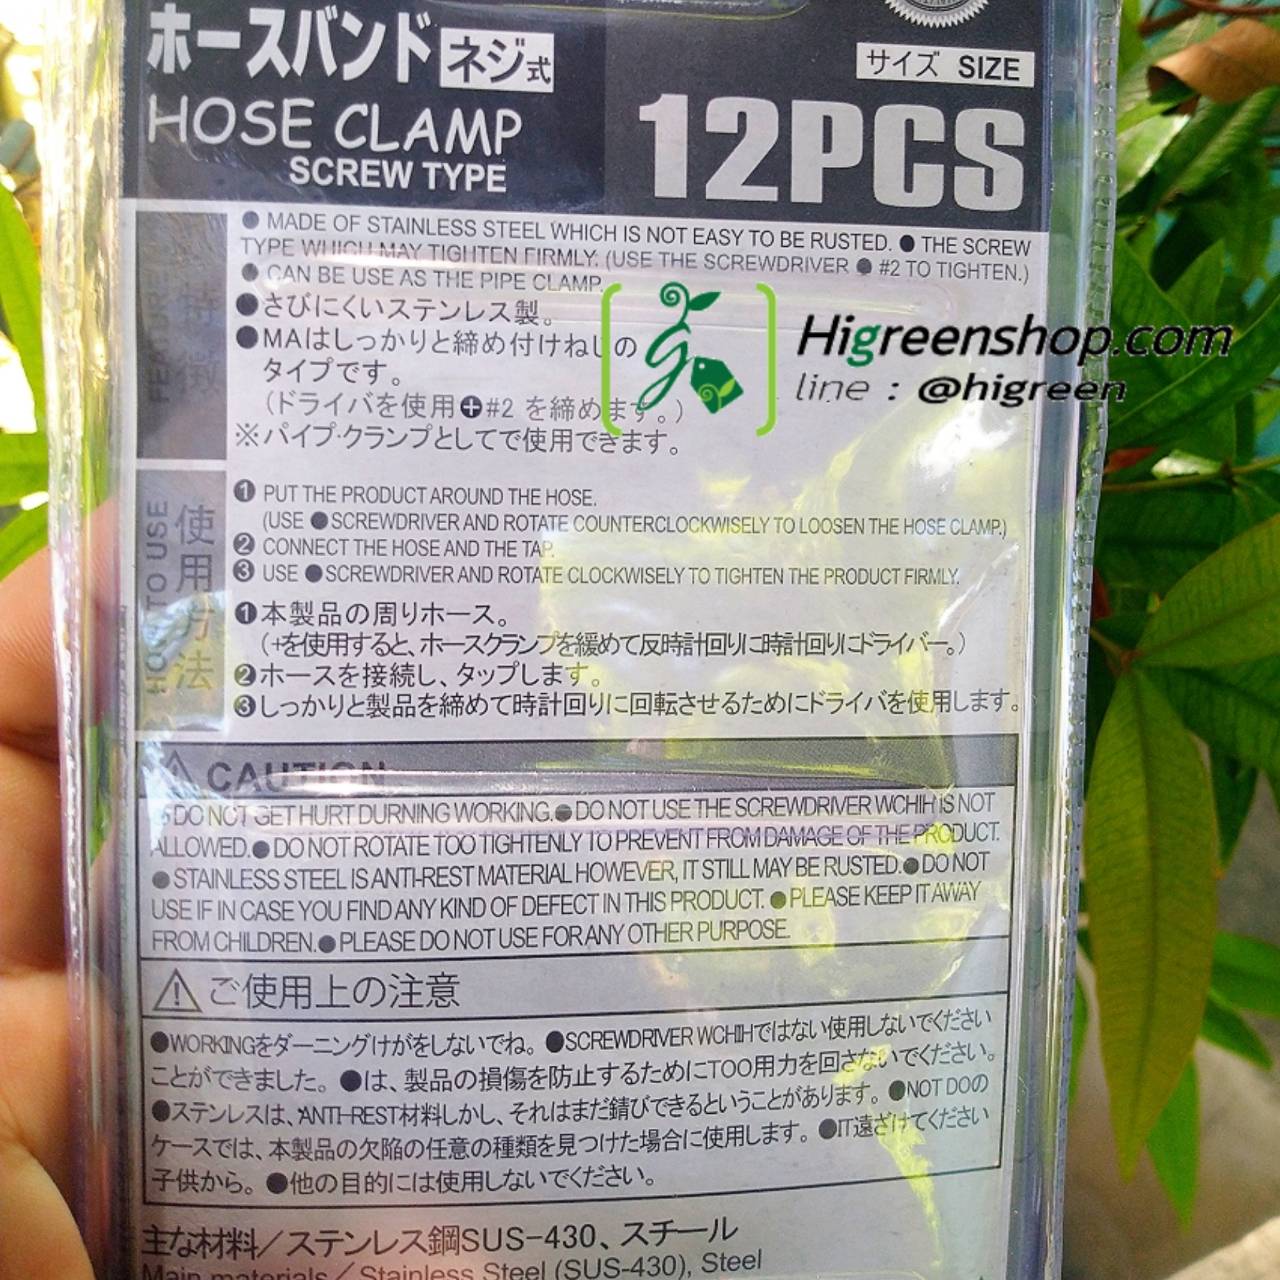 ホースバンド ネジ式
サイズ SIZE
HOSE CLAMP
SCREW TYPE
12PCS
特徴
● MADE OF STAINLESS STEEL WHICH IS NOT EASY TO BE RUSTED. ● THE SCREW
TYPE WHICH MAY TIGHTEN FIRMLY. (USE THE SCREWDRIVER ⊕ #2 TO TIGHTEN.)
● CAN BE USE AS THE PIPE CLAMP.
●さびにくいステンレス製。
●MAはしっかりと締め付けねじの
タイプです。
(ドライバを使用⊕#2 を締めます。)
※パイプ·クランプとしてで使用できます。
Higreenshop.com
line : @higreen
HOW TO USE
使用方法
❶ PUT THE PRODUCT AROUND THE HOSE.
(USE ●SCREWDRIVER AND ROTATE COUNTERCLOCKWISELY TO LOOSEN THE HOSE CLAMP.)
❷ CONNECT THE HOSE AND THE TAP.
❸ USE ●SCREWDRIVER AND ROTATE CLOCKWISELY TO TIGHTEN THE PRODUCT FIRMLY.
❶本製品の周りホース。
(+を使用すると、ホースクランプを緩めて反時計回りに時計回りにドライバー。)
❷ホースを接続し、タップします。
❸しっかりと製品を締めて時計回りに回転させるためにドライバを使用します。
⚠ CAUTION
● DO NOT GET HURT DURNING WORKING.● DO NOT USE THE SCREWDRIVER WCHIH IS NOT
ALLOWED.● DO NOT ROTATE TOO TIGHTENLY TO PREVENT FROM DAMAGE OF THE PRODUCT.
● STAINLESS STEEL IS ANTI-REST MATERIAL HOWEVER, IT STILL MAY BE RUSTED.● DO NOT
USE IF IN CASE YOU FIND ANY KIND OF DEFECT IN THIS PRODUCT. ● PLEASE KEEP IT AWAY
FROM CHILDREN.● PLEASE DO NOT USE FOR ANY OTHER PURPOSE.
⚠ ご使用上の注意
●WORKINGをダーニングけがをしないでね。 ●SCREWDRIVER WCHIHではない使用しないでください
ことができました。 ●は、製品の損傷を防止するためにTOO用力を回さないでください。
●ステンレスは、ANTI-REST材料しかし、それはまだ錆びできるということがあります。 ●NOT DOの
ケースでは、本製品の欠陥の任意の種類を見つけた場合に使用します。 ●IT遠ざけてください
子供から。 ●他の目的には使用しないでください。
主な材料／ステンレス鋼SUS-430、スチール
Main materials／Stainless Steel (SUS-430), Steel